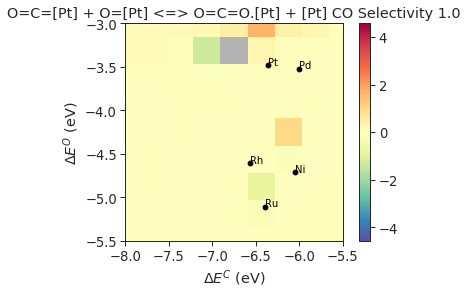 O=C=[Pt] + O=[Pt] <=> O=C=O.[Pt] + [Pt] CO Selectivity 1.0
−3.0
−3.5
−4.0
−4.5
−5.0
−5.5
ΔE^O (eV)
Pt
Pd
Rh
Ni
Ru
−8.0 −7.5 −7.0 −6.5 −6.0 −5.5
ΔE^C (eV)
4
2
0
−2
−4